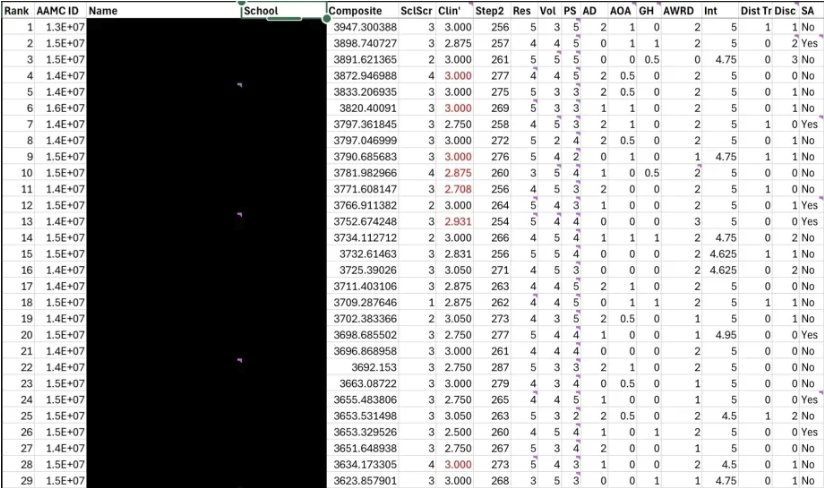 Rank AAMC ID Name School Composite SclScr Clin' Step2 Res Vol PS AD AOA GH AWRD Int Dist Tr Disc SA
1 1.3E+07 3947.300388 3 3.000 256 5 3 5 2 1 0 2 5 1 1 No
2 1.5E+07 3898.740727 3 2.875 257 4 4 5 0 1 1 2 5 0 2 Yes
3 1.5E+07 3891.621365 2 3.000 261 5 5 5 0 0 0.5 0 4.75 0 3 No
4 1.4E+07 3872.946988 4 3.000 277 4 4 5 2 0.5 0 2 5 0 0 No
5 1.4E+07 3833.206935 3 3.000 275 5 3 3 2 0.5 0 2 5 0 1 No
6 1.6E+07 3820.40091 3 3.000 269 5 3 3 1 1 0 2 5 0 1 No
7 1.4E+07 3797.361845 3 2.750 258 4 5 3 2 1 0 2 5 1 0 Yes
8 1.4E+07 3797.046999 3 3.000 272 5 2 4 2 0.5 0 2 5 0 1 No
9 1.5E+07 3790.685683 3 3.000 276 5 4 2 0 1 0 1 4.75 1 1 No
10 1.5E+07 3781.982966 4 2.875 260 3 5 4 1 0 0.5 2 5 0 0 No
11 1.4E+07 3771.608147 3 2.708 256 4 5 3 2 0 0 2 5 1 0 No
12 1.5E+07 3766.911382 2 3.000 264 5 4 3 1 0 0 2 5 0 1 Yes
13 1.4E+07 3752.674248 3 2.931 254 5 4 4 0 0 0 3 5 0 0 Yes
14 1.4E+07 3734.112712 2 3.000 266 4 5 4 1 1 1 2 4.75 0 2 No
15 1.5E+07 3732.61463 3 2.831 256 5 5 4 0 0 0 2 4.625 1 1 No
16 1.4E+07 3725.39026 3 3.050 271 4 5 3 0 0 0 2 4.625 0 0 No
17 1.4E+07 3711.403106 3 2.875 263 4 4 5 2 1 0 2 5 0 0 No
18 1.5E+07 3709.287646 1 2.875 262 4 4 5 0 1 1 2 5 1 0 No
19 1.5E+07 3702.383366 2 3.050 273 4 3 5 2 0.5 0 1 5 0 1 No
20 1.5E+07 3698.685502 3 2.750 277 5 4 4 1 0 0 1 4.95 0 0 Yes
21 1.4E+07 3696.868958 3 3.000 261 4 4 4 0 0 0 2 5 0 0 No
22 1.4E+07 3692.153 3 2.750 287 5 3 3 2 1 0 2 5 0 0 No
23 1.5E+07 3663.08722 3 3.000 279 4 3 4 0 0.5 0 1 5 0 0 No
24 1.5E+07 3655.483806 3 2.750 265 4 4 5 1 0 0 1 5 0 0 Yes
25 1.5E+07 3653.531498 3 3.050 263 5 3 2 2 0.5 0 2 4.5 1 2 No
26 1.5E+07 3653.329526 3 2.500 260 4 5 4 1 0 1 2 5 0 0 Yes
27 1.4E+07 3651.648938 3 2.750 267 5 3 4 2 0 0 1 5 0 0 No
28 1.5E+07 3634.173305 4 3.000 273 5 4 3 1 0 0 2 4.5 0 1 No
29 1.5E+07 3623.857901 3 3.000 268 3 5 3 0 0 1 1 4.75 0 1 No